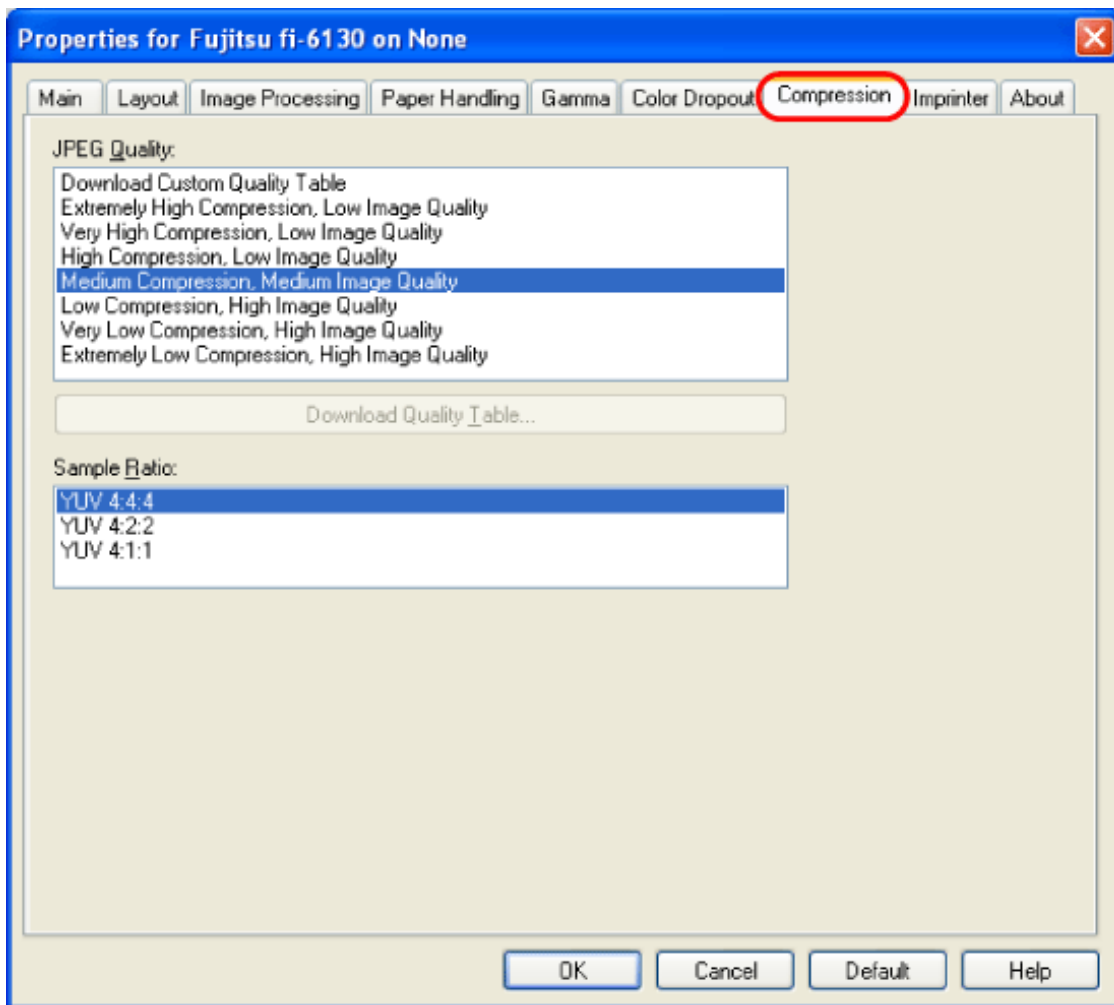 Properties for Fujitsu fi-6130 on None
Main Layout Image Processing Paper Handling Gamma Color Dropout Compression Imprinter About
JPEG Quality:
Download Custom Quality Table
Extremely High Compression, Low Image Quality
Very High Compression, Low Image Quality
High Compression, Low Image Quality
Medium Compression, Medium Image Quality
Low Compression, High Image Quality
Very Low Compression, High Image Quality
Extremely Low Compression, High Image Quality
Download Quality Table...
Sample Ratio:
YUV 4:4:4
YUV 4:2:2
YUV 4:1:1
OK Cancel Default Help